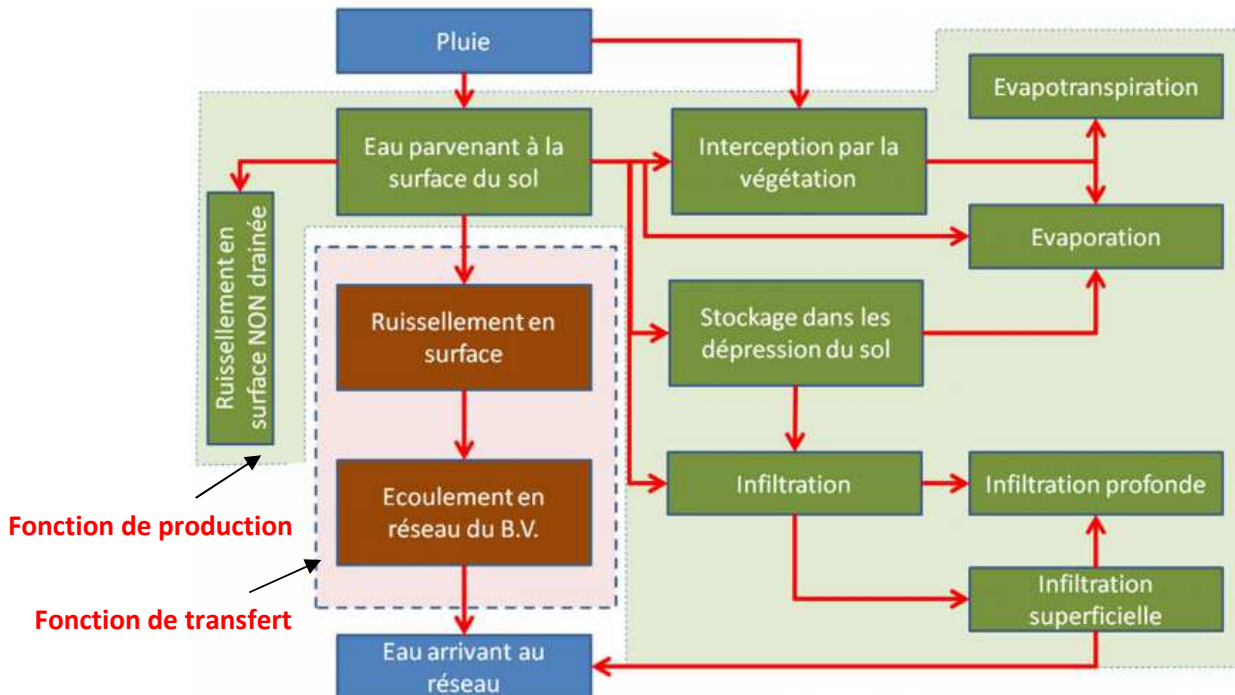 Pluie
Evapotranspiration
Eau parvenant à la
surface du sol
Interception par la
végétation
Evaporation
Ruissellement en
surface NON drainée
Ruissellement en
surface
Stockage dans les
dépression du sol
Ecoulement en
réseau du B.V.
Infiltration
Infiltration profonde
Fonction de production
Fonction de transfert
Infiltration
superficielle
Eau arrivant au
réseau